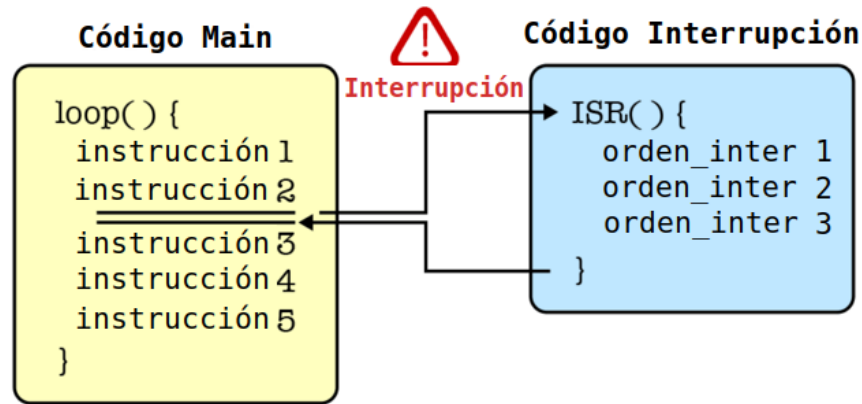 Código Main
loop( ) {
instrucción 1
instrucción 2
instrucción 3
instrucción 4
instrucción 5
}
Interrupción
Código Interrupción
ISR( ) {
orden_inter 1
orden_inter 2
orden_inter 3
}